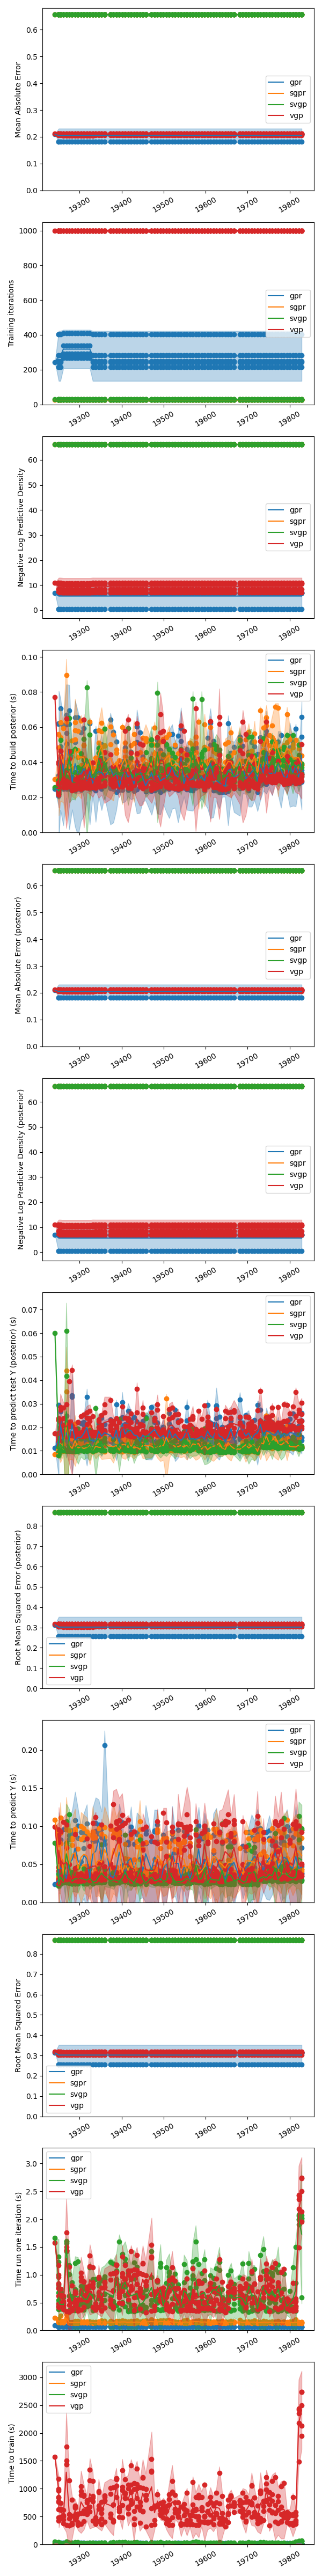 Mean Absolute Error
0.6
0.5
0.4
0.3
0.2
0.1
0.0
gpr
sgpr
svgp
vgp
19300 19400 19500 19600 19700 19800
Training iterations
1000
800
600
400
200
0
gpr
sgpr
svgp
vgp
19300 19400 19500 19600 19700 19800
Negative Log Predictive Density
60
50
40
30
20
10
0
gpr
sgpr
svgp
vgp
19300 19400 19500 19600 19700 19800
Time to build posterior (s)
0.10
0.08
0.06
0.04
0.02
0.00
gpr
sgpr
svgp
vgp
19300 19400 19500 19600 19700 19800
Mean Absolute Error (posterior)
0.6
0.5
0.4
0.3
0.2
0.1
0.0
gpr
sgpr
svgp
vgp
19300 19400 19500 19600 19700 19800
Negative Log Predictive Density (posterior)
60
50
40
30
20
10
0
gpr
sgpr
svgp
vgp
19300 19400 19500 19600 19700 19800
Time to predict test Y (posterior) (s)
0.07
0.06
0.05
0.04
0.03
0.02
0.01
0.00
gpr
sgpr
svgp
vgp
19300 19400 19500 19600 19700 19800
Root Mean Squared Error (posterior)
0.8
0.7
0.6
0.5
0.4
0.3
0.2
0.1
0.0
gpr
sgpr
svgp
vgp
19300 19400 19500 19600 19700 19800
Time to predict Y (s)
0.20
0.15
0.10
0.05
0.00
gpr
sgpr
svgp
vgp
19300 19400 19500 19600 19700 19800
Root Mean Squared Error
0.8
0.7
0.6
0.5
0.4
0.3
0.2
0.1
0.0
gpr
sgpr
svgp
vgp
19300 19400 19500 19600 19700 19800
Time run one iteration (s)
3.0
2.5
2.0
1.5
1.0
0.5
0.0
gpr
sgpr
svgp
vgp
19300 19400 19500 19600 19700 19800
Time to train (s)
3000
2500
2000
1500
1000
500
0
gpr
sgpr
svgp
vgp
19300 19400 19500 19600 19700 19800